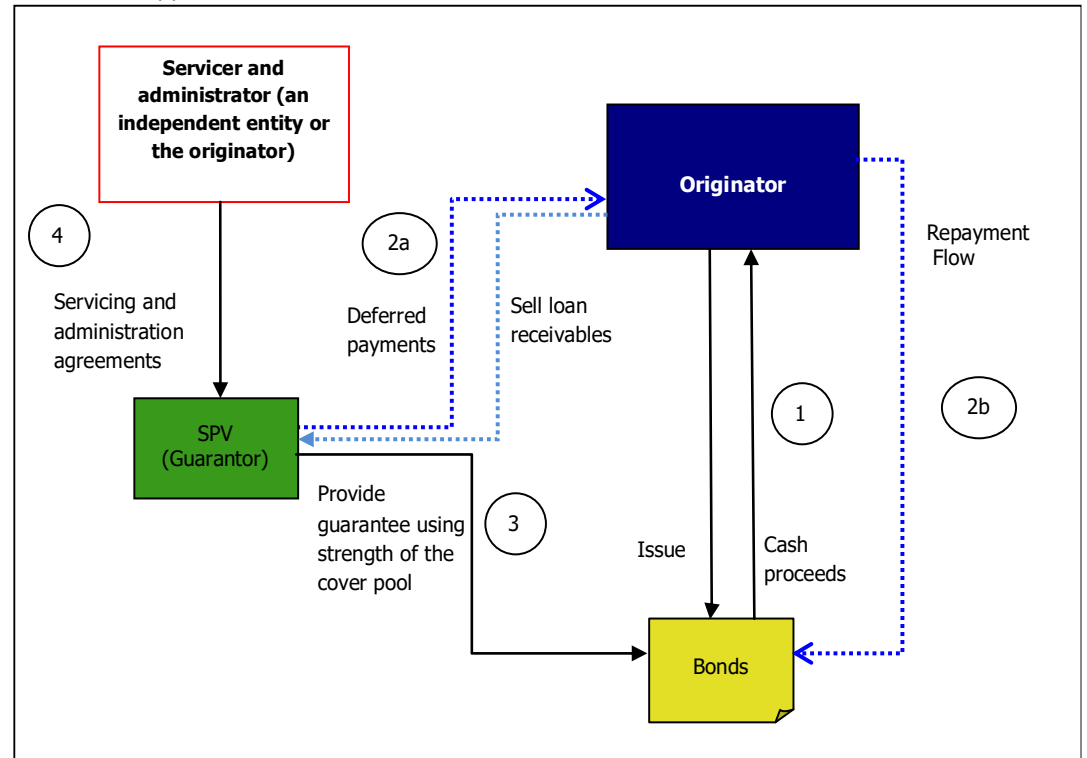 Servicer and
administrator (an
independent entity or
the originator)
Originator
4
2a
Repayment
Flow
Servicing and
administration
agreements
Deferred
payments
Sell loan
receivables
1
2b
SPV
(Guarantor)
Provide
guarantee using
strength of the
cover pool
3
Issue
Cash
proceeds
Bonds